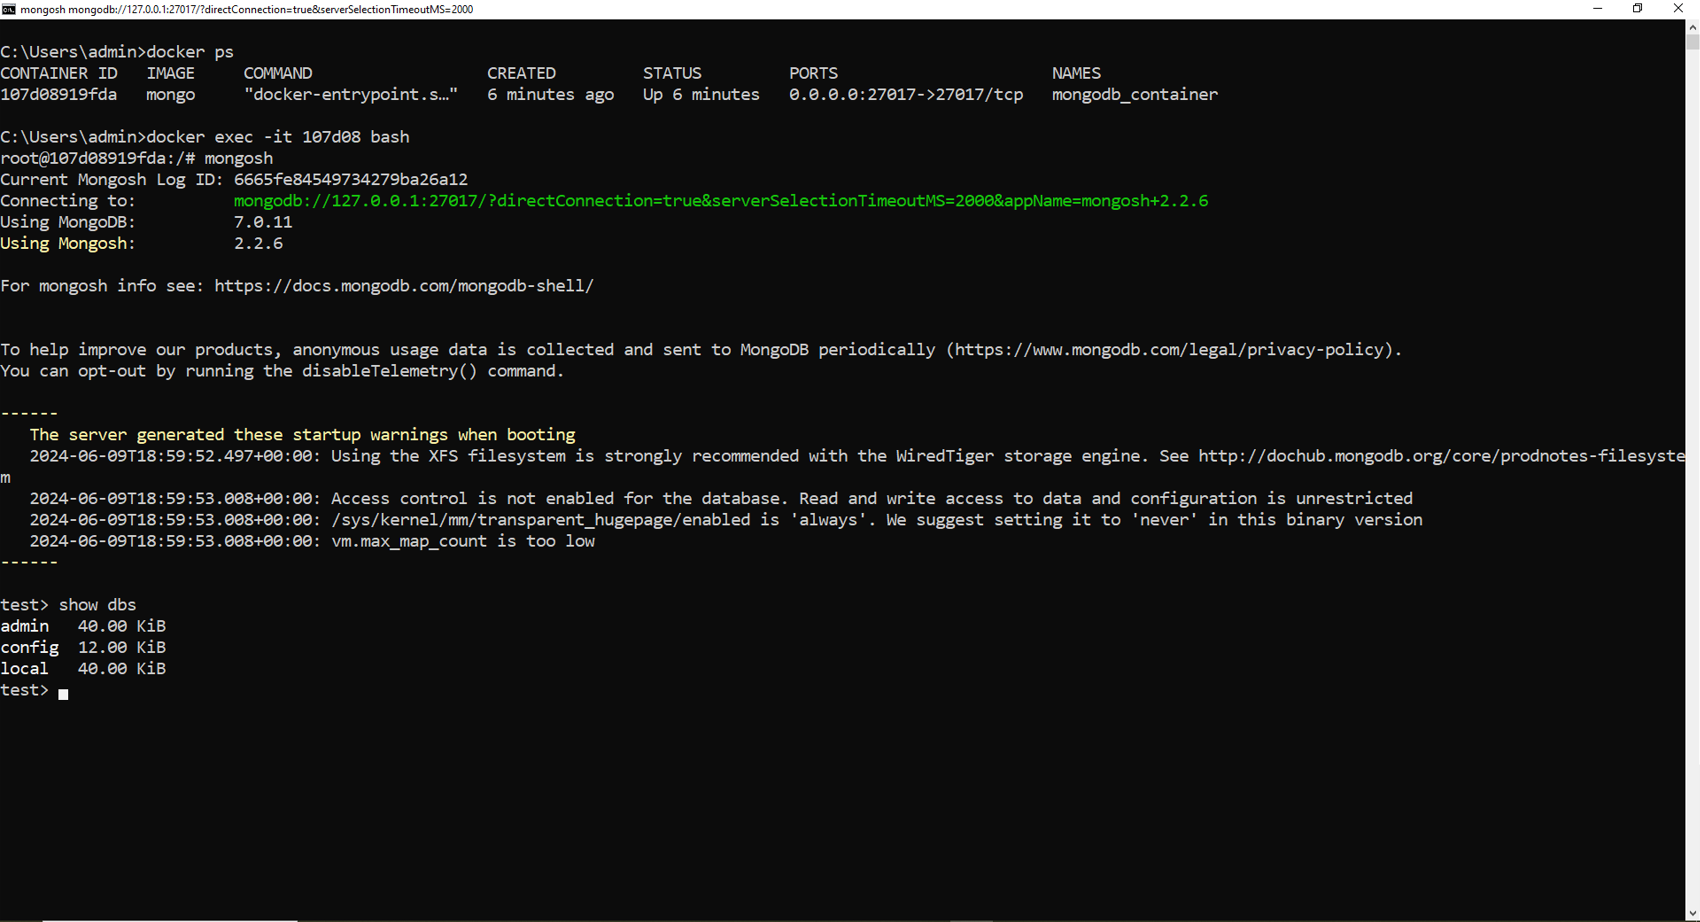 mongosh mongodb://127.0.0.1:27017/?directConnection=true&serverSelectionTimeoutMS=2000
C:\Users\admin>docker ps
CONTAINER ID   IMAGE     COMMAND                  CREATED         STATUS         PORTS                      NAMES
107d08919fda   mongo     "docker-entrypoint.s…"   6 minutes ago   Up 6 minutes   0.0.0.0:27017->27017/tcp   mongodb_container
C:\Users\admin>docker exec -it 107d08 bash
root@107d08919fda:/# mongosh
Current Mongosh Log ID: 6665fe84549734279ba26a12
Connecting to:          mongodb://127.0.0.1:27017/?directConnection=true&serverSelectionTimeoutMS=2000&appName=mongosh+2.2.6
Using MongoDB:          7.0.11
Using Mongosh:          2.2.6
For mongosh info see: https://docs.mongodb.com/mongodb-shell/
To help improve our products, anonymous usage data is collected and sent to MongoDB periodically (https://www.mongodb.com/legal/privacy-policy).
You can opt-out by running the disableTelemetry() command.
------
   The server generated these startup warnings when booting
   2024-06-09T18:59:52.497+00:00: Using the XFS filesystem is strongly recommended with the WiredTiger storage engine. See http://dochub.mongodb.org/core/prodnotes-filesyste
m
   2024-06-09T18:59:53.008+00:00: Access control is not enabled for the database. Read and write access to data and configuration is unrestricted
   2024-06-09T18:59:53.008+00:00: /sys/kernel/mm/transparent_hugepage/enabled is 'always'. We suggest setting it to 'never' in this binary version
   2024-06-09T18:59:53.008+00:00: vm.max_map_count is too low
------
test> show dbs
admin   40.00 KiB
config  12.00 KiB
local   40.00 KiB
test>